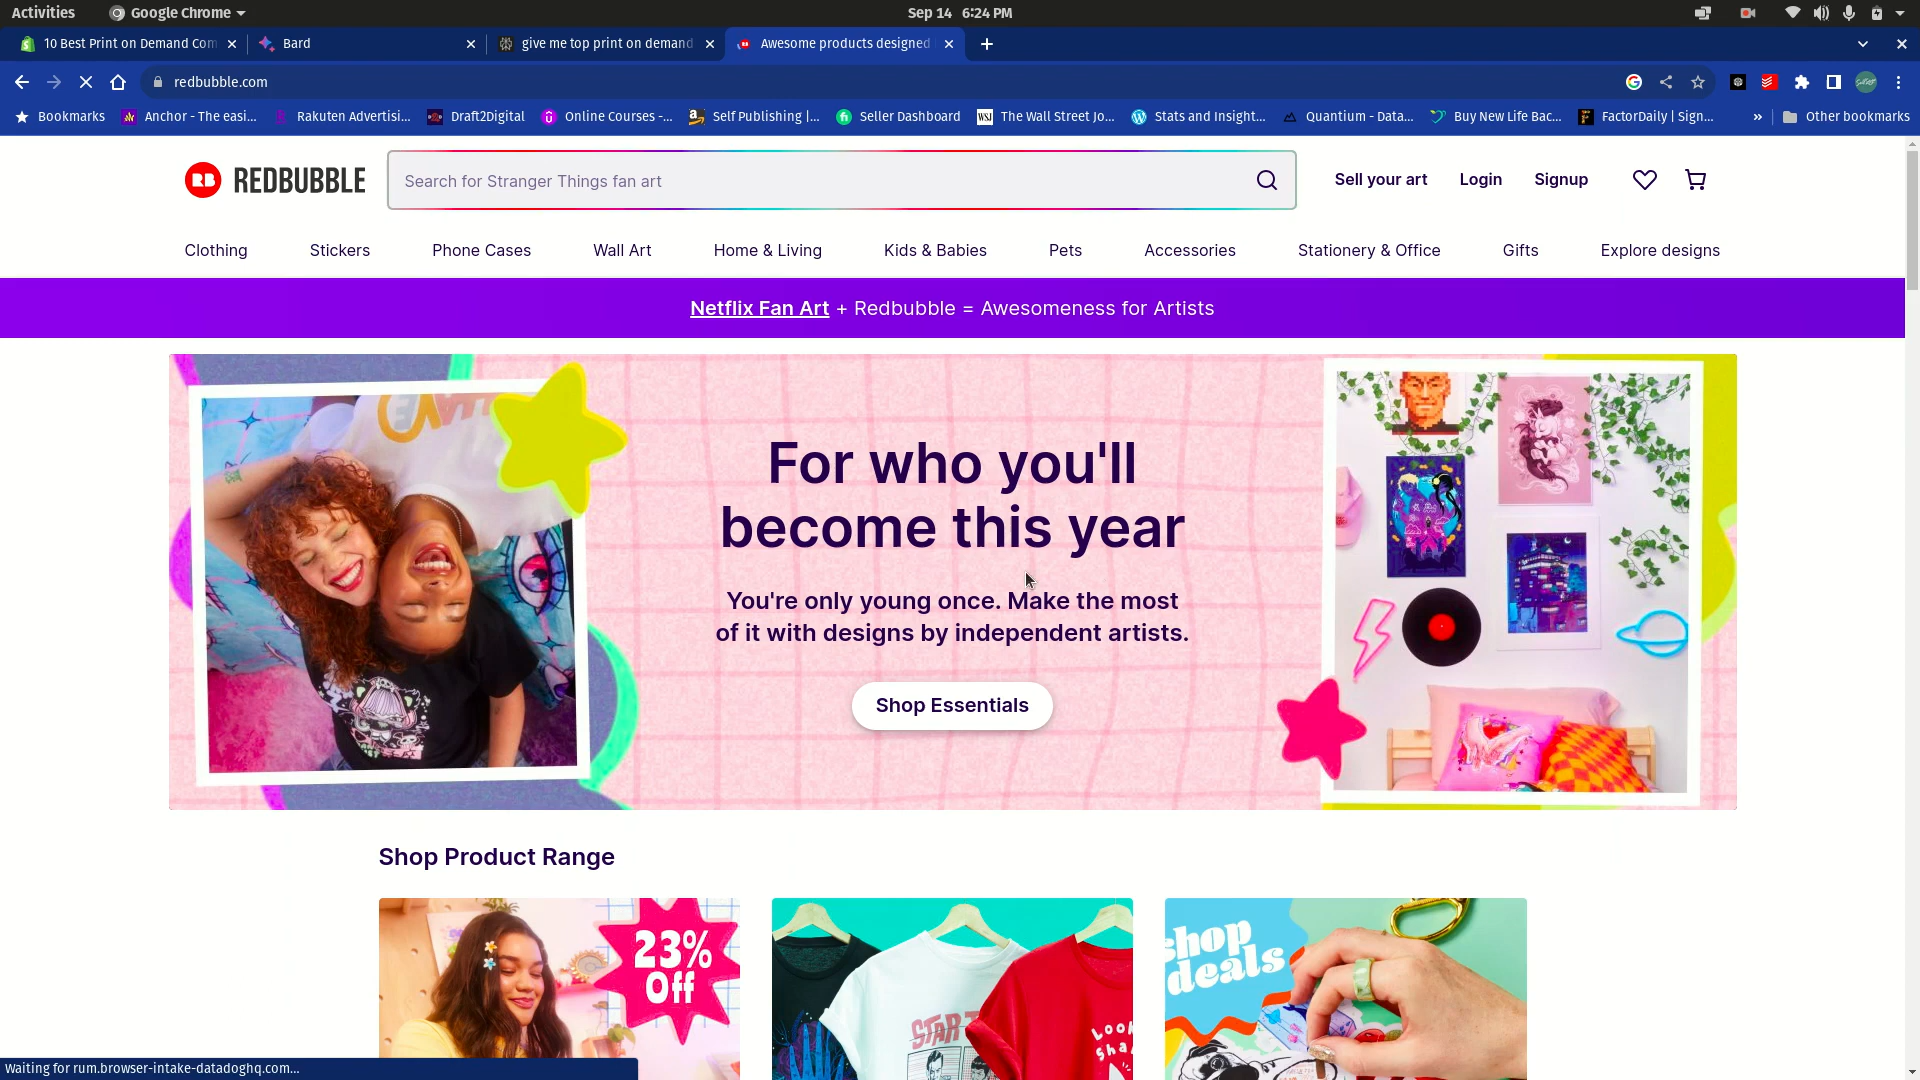 Activities
Google Chrome
Sep 14 6:24 PM
10 Best Print on Demand Com
Bard
give me top print on demand
Awesome products designed
redbubble.com
Bookmarks
Anchor - The easi...
Rakuten Advertisi...
Draft2Digital
Online Courses -...
Self Publishing |...
Seller Dashboard
The Wall Street Jo...
Stats and Insight...
Quantium - Data...
Buy New Life Bac...
FactorDaily | Sign...
»
Other bookmarks
RB REDBUBBLE
Search for Stranger Things fan art
Sell your art
Login
Signup
Clothing
Stickers
Phone Cases
Wall Art
Home & Living
Kids & Babies
Pets
Accessories
Stationery & Office
Gifts
Explore designs
Netflix Fan Art + Redbubble = Awesomeness for Artists
For who you'll
become this year
You're only young once. Make the most
of it with designs by independent artists.
Shop Essentials
Shop Product Range
23%
Off
START
Look
Sha
shop
deals
Waiting for rum.browser-intake-datadoghq.com...